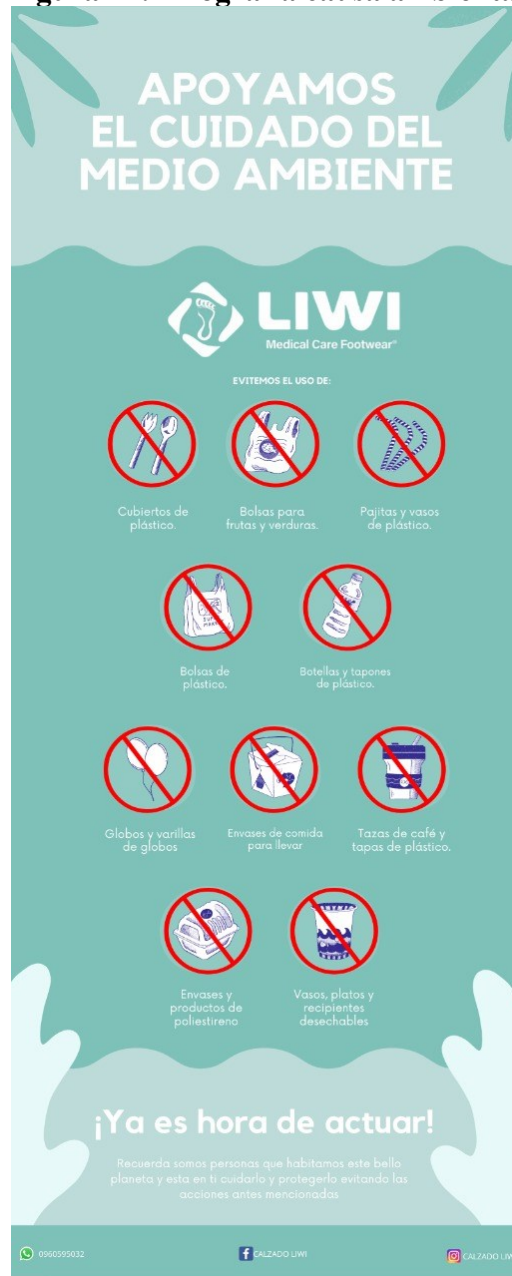 APOYAMOS
EL CUIDADO DEL
MEDIO AMBIENTE
LIWI
Medical Care Footwear
EVITEMOS EL USO DE:
Cubiertos de
plástico.
Bolsas para
frutas y verduras.
Pajitas y vasos
de plástico.
Bolsas de
plástico.
Botellas y tapones
de plástico.
Globos y varillas
de globos
Envases de comida
para llevar
Tazas de café y
tapas de plástico.
Envases y
productos de
poliestireno
Vasos, platos y
recipientes
desechables
¡Ya es hora de actuar!
Recuerda somos personas que habitamos este bello
planeta y esta en ti cuidarlo y protegerlo evitando las
acciones antes mencionadas
0960595032
CALZADO LIWI
CALZADO LIW